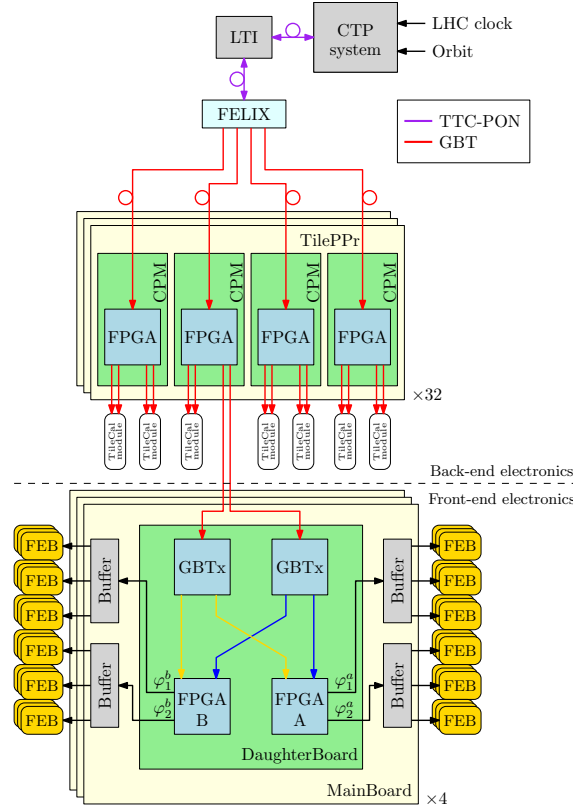 LTI
CTP
system
LHC clock
Orbit
FELIX
TTC-PON
GBT
TilePPr
CPM
CPM
CPM
CPM
FPGA
FPGA
FPGA
FPGA
×32
TileCal
module
TileCal
module
TileCal
module
TileCal
module
TileCal
module
TileCal
module
TileCal
module
Back-end electronics
Front-end electronics
FEB
FEB
FEB
FEB
FEB
FEB
Buffer
Buffer
GBTx
GBTx
φ₁ᵇ
φ₂ᵇ
FPGA
B
FPGA
A
φ₁ᵃ
φ₂ᵃ
Buffer
Buffer
FEB
FEB
FEB
FEB
FEB
FEB
DaughterBoard
MainBoard
×4